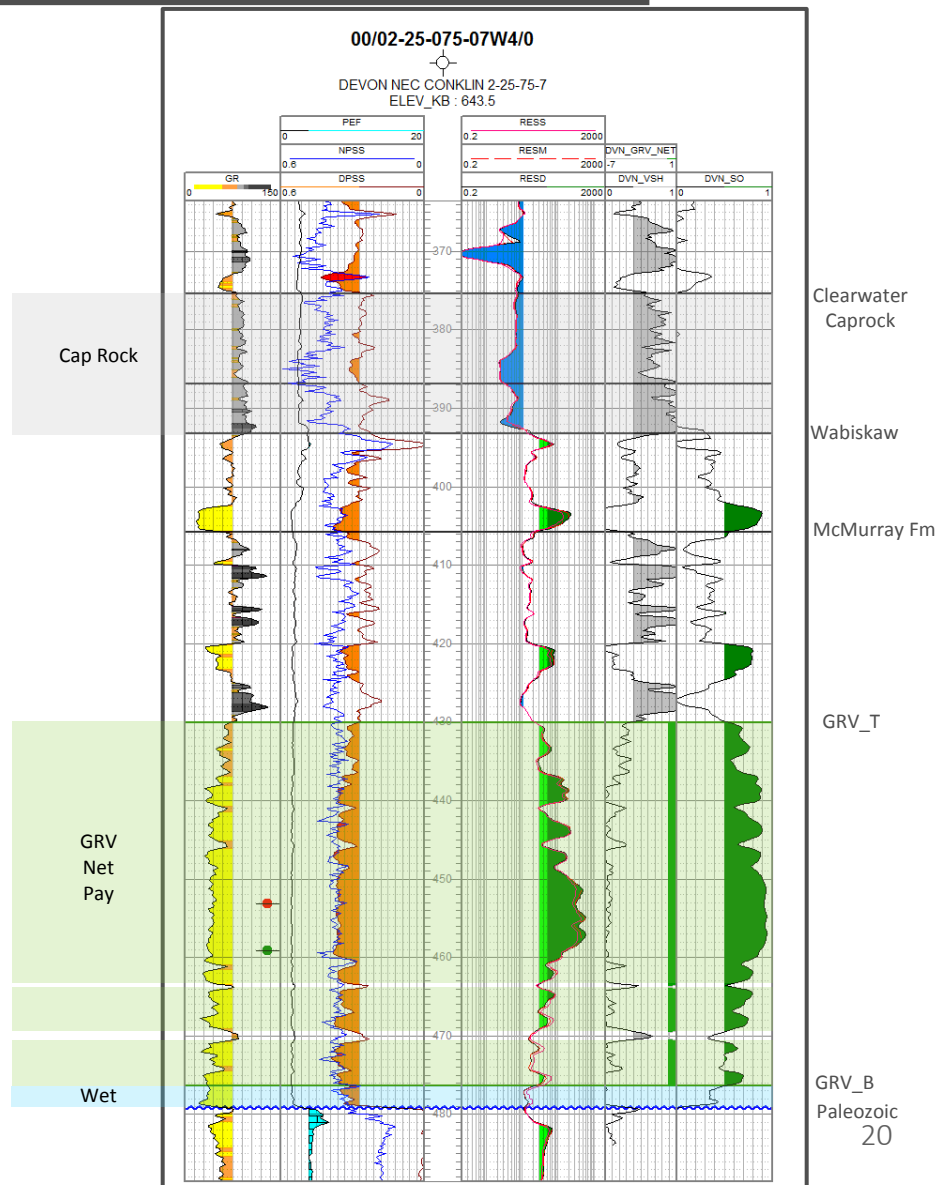 00/02-25-075-07W4/0
DEVON NEC CONKLIN 2-25-75-7
ELEV_KB : 643.5
PEF
0 20
NPSS
0.6 0
GR
0 150
DPSS
0.6 0
RESS
0.2 2000
RESM
0.2 2000
RESD
0.2 2000
DVN_GRV_NET
-7 1
DVN_VSH
0 1
DVN_SO
0 1
370
Clearwater
Caprock
380
Cap Rock
390
Wabiskaw
400
McMurray Fm
410
420
430
GRV_T
440
GRV
Net
Pay
450
460
470
GRV_B
Wet
Paleozoic
480
20